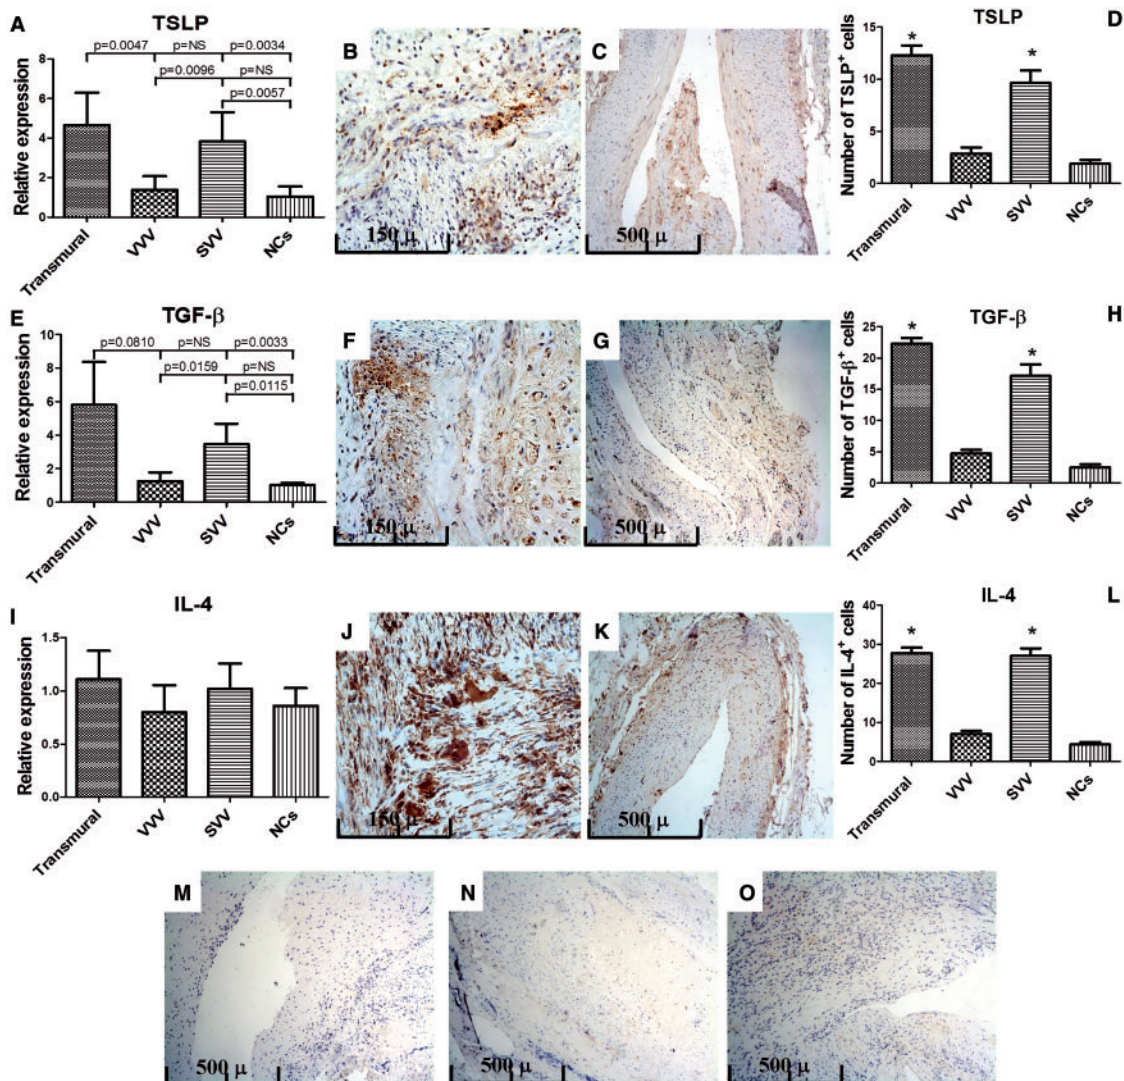 A
TSLP
p=0.0047 p=NS p=0.0034
p=0.0096 p=NS
p=0.0057
Relative expression
8
6
4
2
0
Transmural VVV SVV NCs
B
150 μ
C
500 μ
TSLP
D
Number of TSLP+ cells
15
10
5
0
* *
Transmural VVV SVV NCs
E
TGF-β
p=0.0810 p=NS p=0.0033
p=0.0159 p=NS
p=0.0115
Relative expression
10
8
6
4
2
0
Transmural VVV SVV NCs
F
150 μ
G
500 μ
TGF-β
H
Number of TGF-β+ cells
25
20
15
10
5
0
* *
Transmural VVV SVV NCs
I
IL-4
Relative expression
1.5
1.0
0.5
0.0
Transmural VVV SVV NCs
J
150 μ
K
500 μ
IL-4
L
Number of IL-4+ cells
40
30
20
10
0
* *
Transmural VVV SVV NCs
M
500 μ
N
500 μ
O
500 μ